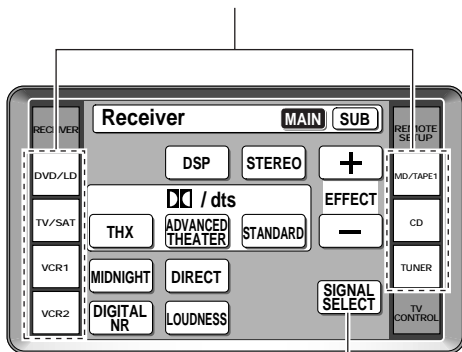 RECEIVER
Receiver
MAIN
SUB
REMOTE
SETUP
DVD/LD
DSP
STEREO
+
MD/TAPE1
DD / dts
EFFECT
TV/SAT
THX
ADVANCED
THEATER
STANDARD
−
CD
VCR1
MIDNIGHT
DIRECT
TUNER
SIGNAL
SELECT
VCR2
DIGITAL
NR
LOUDNESS
TV
CONTROL